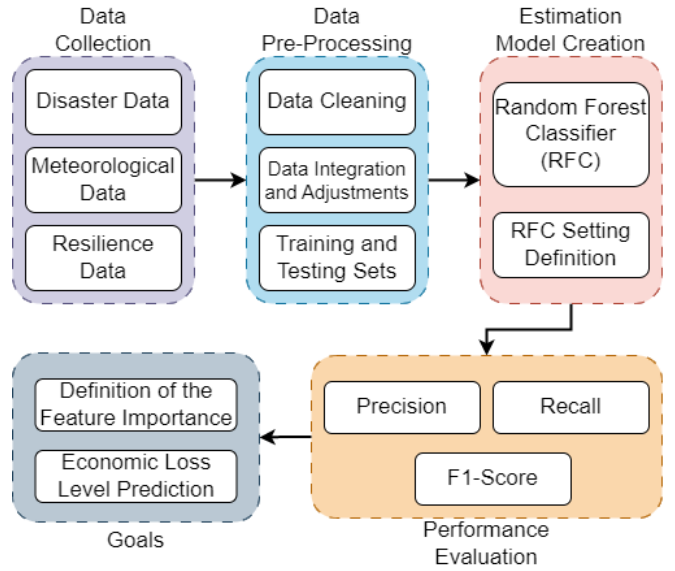 Data
Collection
Disaster Data
Meteorological
Data
Resilience
Data
Data
Pre-Processing
Data Cleaning
Data Integration
and Adjustments
Training and
Testing Sets
Estimation
Model Creation
Random Forest
Classifier
(RFC)
RFC Setting
Definition
Precision
Recall
F1-Score
Performance
Evaluation
Definition of the
Feature Importance
Economic Loss
Level Prediction
Goals